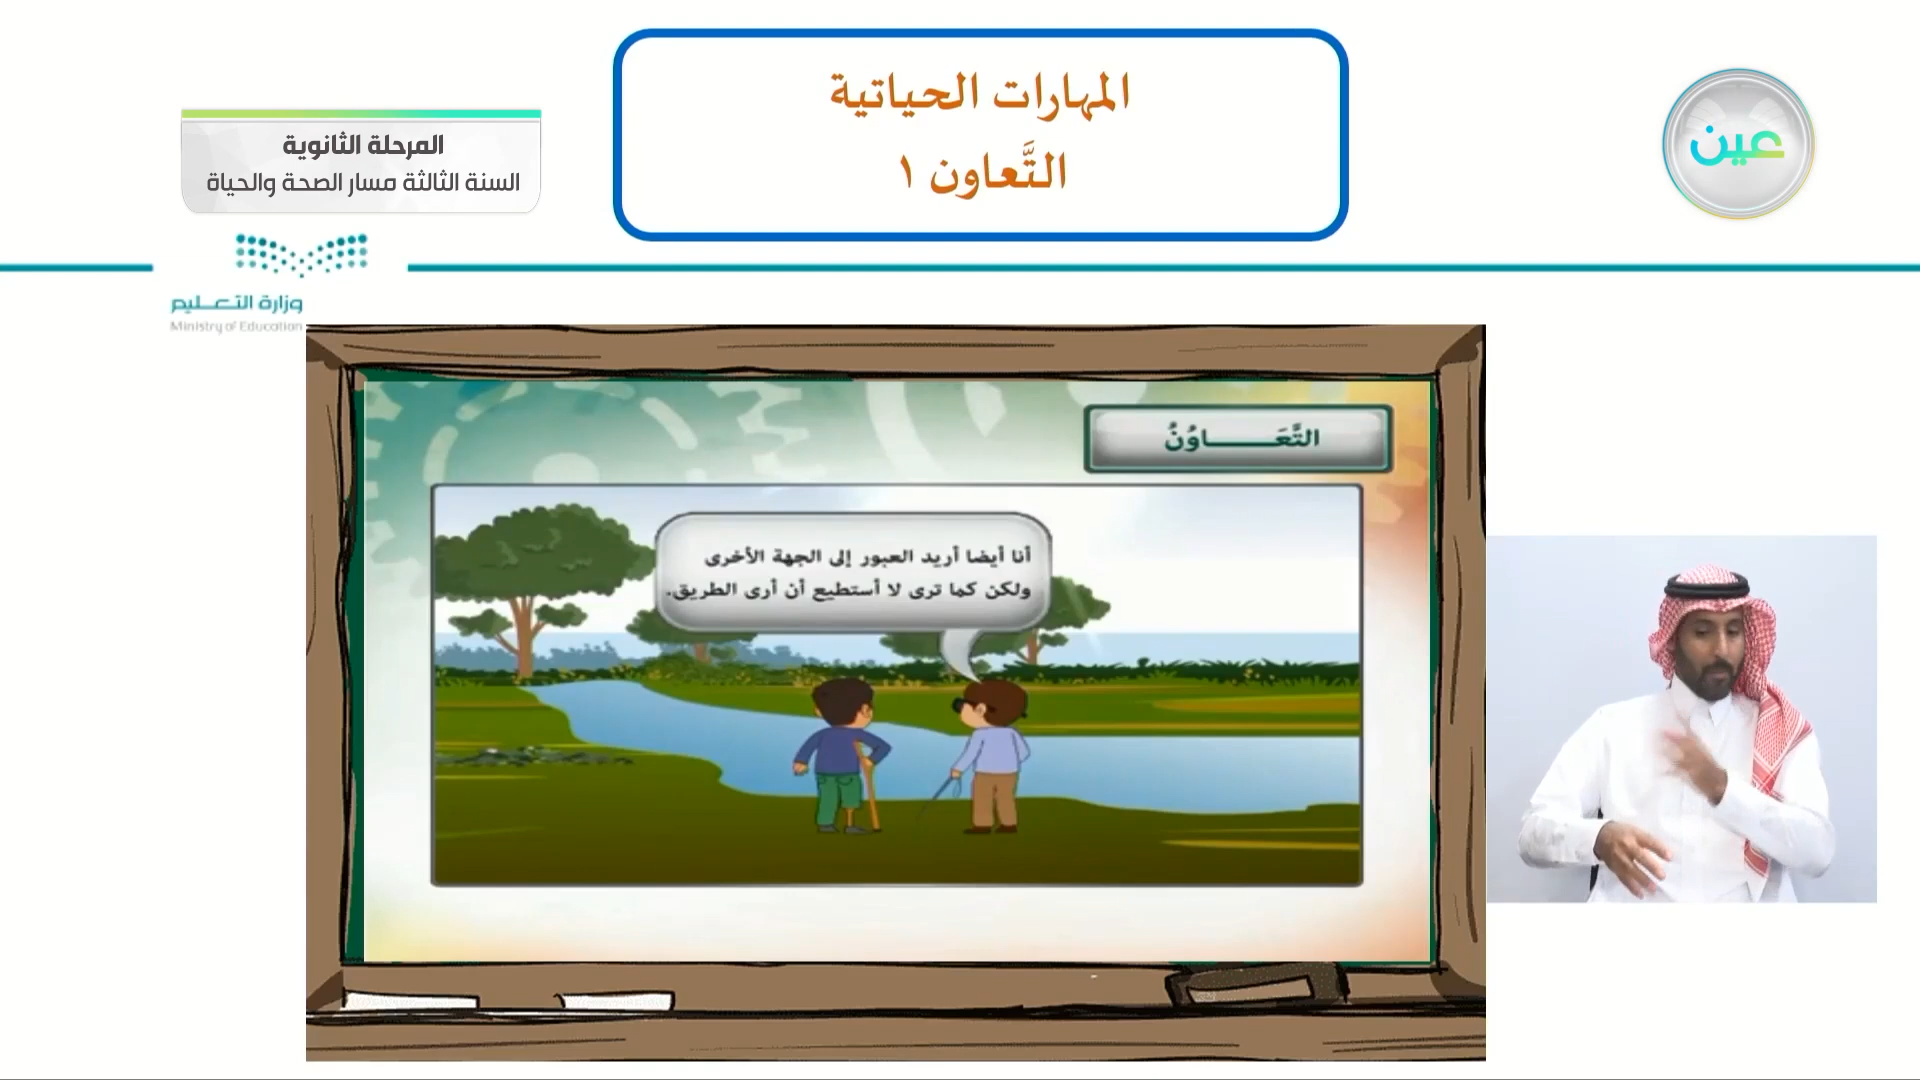 المهارات الحياتية
التَّعاون ١
المرحلة الثانوية
السنة الثالثة مسار الصحة والحياة
عين
وزارة التعليم
Ministry of Education
التَّعَـــــاوُنُ
أنا أيضا أريد العبور إلى الجهة الأخرى
ولكن كما ترى لا أستطيع أن أرى الطريق.